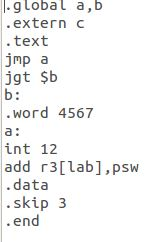 .global a,b
.extern c
.text
jmp a
jgt $b
b:
.word 4567
a:
int 12
add r3[lab],psw
.data
.skip 3
.end